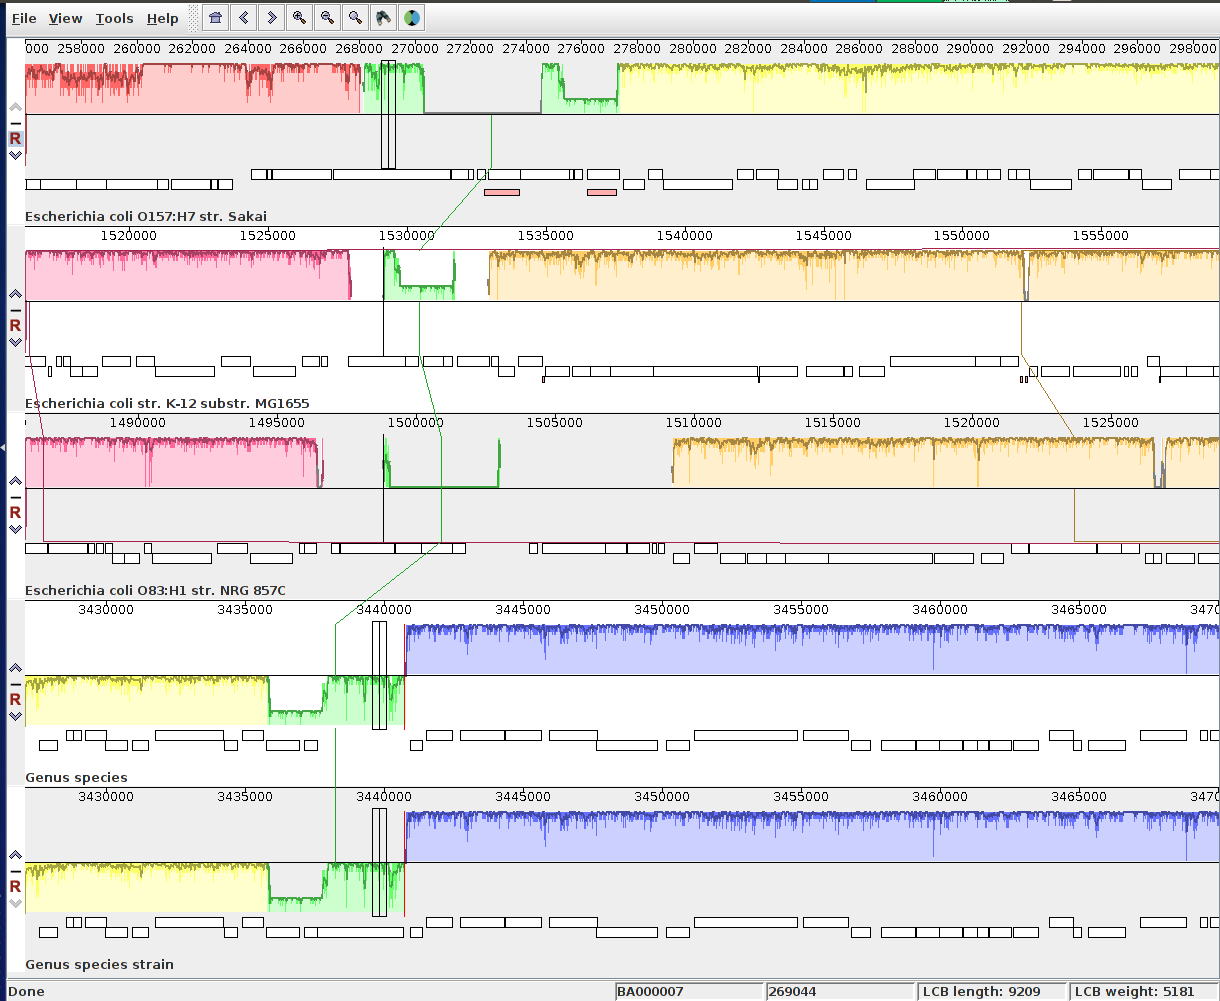 File View Tools Help
000 258000 260000 262000 264000 266000 268000 270000 272000 274000 276000 278000 280000 282000 284000 286000 288000 290000 292000 294000 296000 298000
R
Escherichia coli O157:H7 str. Sakai
1520000 1525000 1530000 1535000 1540000 1545000 1550000 1555000
R
Escherichia coli str. K-12 substr. MG1655
1490000 1495000 1500000 1505000 1510000 1515000 1520000 1525000
R
Escherichia coli O83:H1 str. NRG 857C
3430000 3435000 3440000 3445000 3450000 3455000 3460000 3465000 3470
R
Genus species
3430000 3435000 3440000 3445000 3450000 3455000 3460000 3465000 3470
R
Genus species strain
Done BA000007 269044 LCB length: 9209 LCB weight: 5181